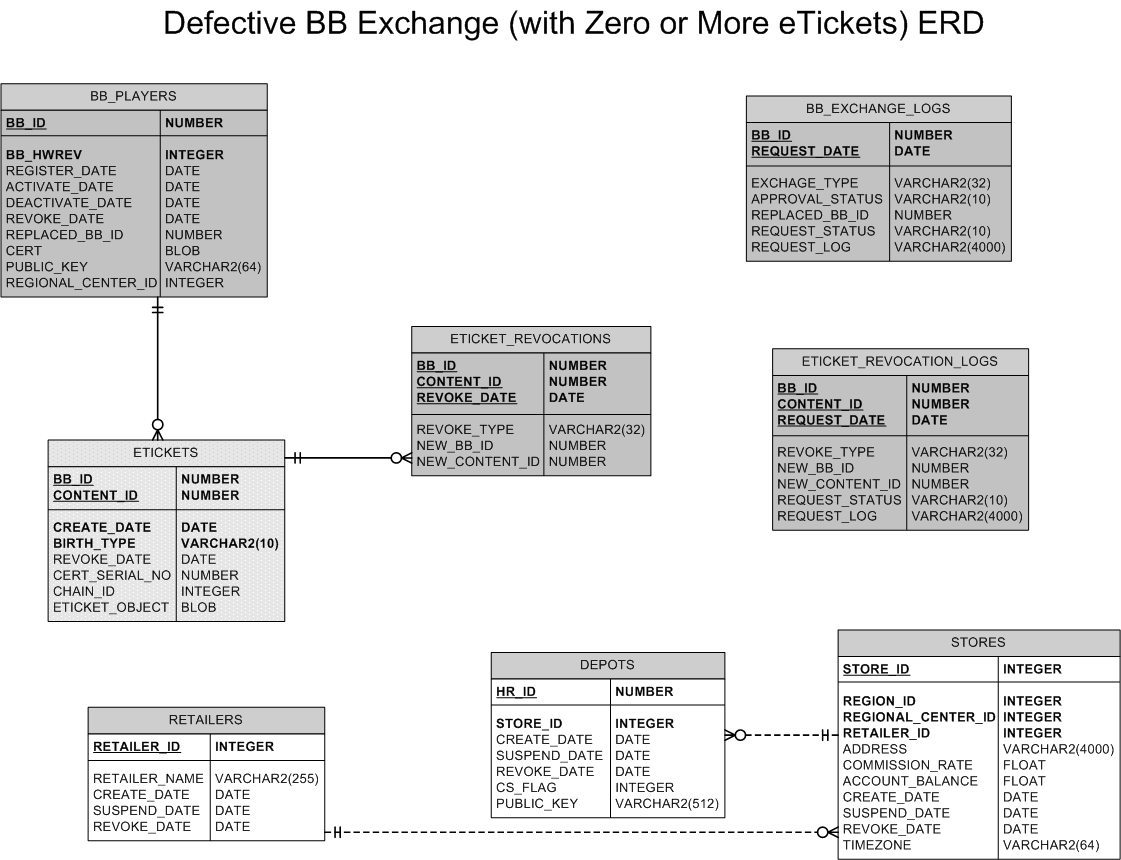 Defective BB Exchange (with Zero or More eTickets) ERD
BB_PLAYERS
BB_ID NUMBER
BB_HWREV INTEGER
REGISTER_DATE DATE
ACTIVATE_DATE DATE
DEACTIVATE_DATE DATE
REVOKE_DATE DATE
REPLACED_BB_ID NUMBER
CERT BLOB
PUBLIC_KEY VARCHAR2(64)
REGIONAL_CENTER_ID INTEGER
BB_EXCHANGE_LOGS
BB_ID NUMBER
REQUEST_DATE DATE
EXCHAGE_TYPE VARCHAR2(32)
APPROVAL_STATUS VARCHAR2(10)
REPLACED_BB_ID NUMBER
REQUEST_STATUS VARCHAR2(10)
REQUEST_LOG VARCHAR2(4000)
ETICKET_REVOCATIONS
BB_ID NUMBER
CONTENT_ID NUMBER
REVOKE_DATE DATE
REVOKE_TYPE VARCHAR2(32)
NEW_BB_ID NUMBER
NEW_CONTENT_ID NUMBER
ETICKET_REVOCATION_LOGS
BB_ID NUMBER
CONTENT_ID NUMBER
REQUEST_DATE DATE
REVOKE_TYPE VARCHAR2(32)
NEW_BB_ID NUMBER
NEW_CONTENT_ID NUMBER
REQUEST_STATUS VARCHAR2(10)
REQUEST_LOG VARCHAR2(4000)
ETICKETS
BB_ID NUMBER
CONTENT_ID NUMBER
CREATE_DATE DATE
BIRTH_TYPE VARCHAR2(10)
REVOKE_DATE DATE
CERT_SERIAL_NO NUMBER
CHAIN_ID INTEGER
ETICKET_OBJECT BLOB
RETAILERS
RETAILER_ID INTEGER
RETAILER_NAME VARCHAR2(255)
CREATE_DATE DATE
SUSPEND_DATE DATE
REVOKE_DATE DATE
DEPOTS
HR_ID NUMBER
STORE_ID INTEGER
CREATE_DATE DATE
SUSPEND_DATE DATE
REVOKE_DATE DATE
CS_FLAG INTEGER
PUBLIC_KEY VARCHAR2(512)
STORES
STORE_ID INTEGER
REGION_ID INTEGER
REGIONAL_CENTER_ID INTEGER
RETAILER_ID INTEGER
ADDRESS VARCHAR2(4000)
COMMISSION_RATE FLOAT
ACCOUNT_BALANCE FLOAT
CREATE_DATE DATE
SUSPEND_DATE DATE
REVOKE_DATE DATE
TIMEZONE VARCHAR2(64)